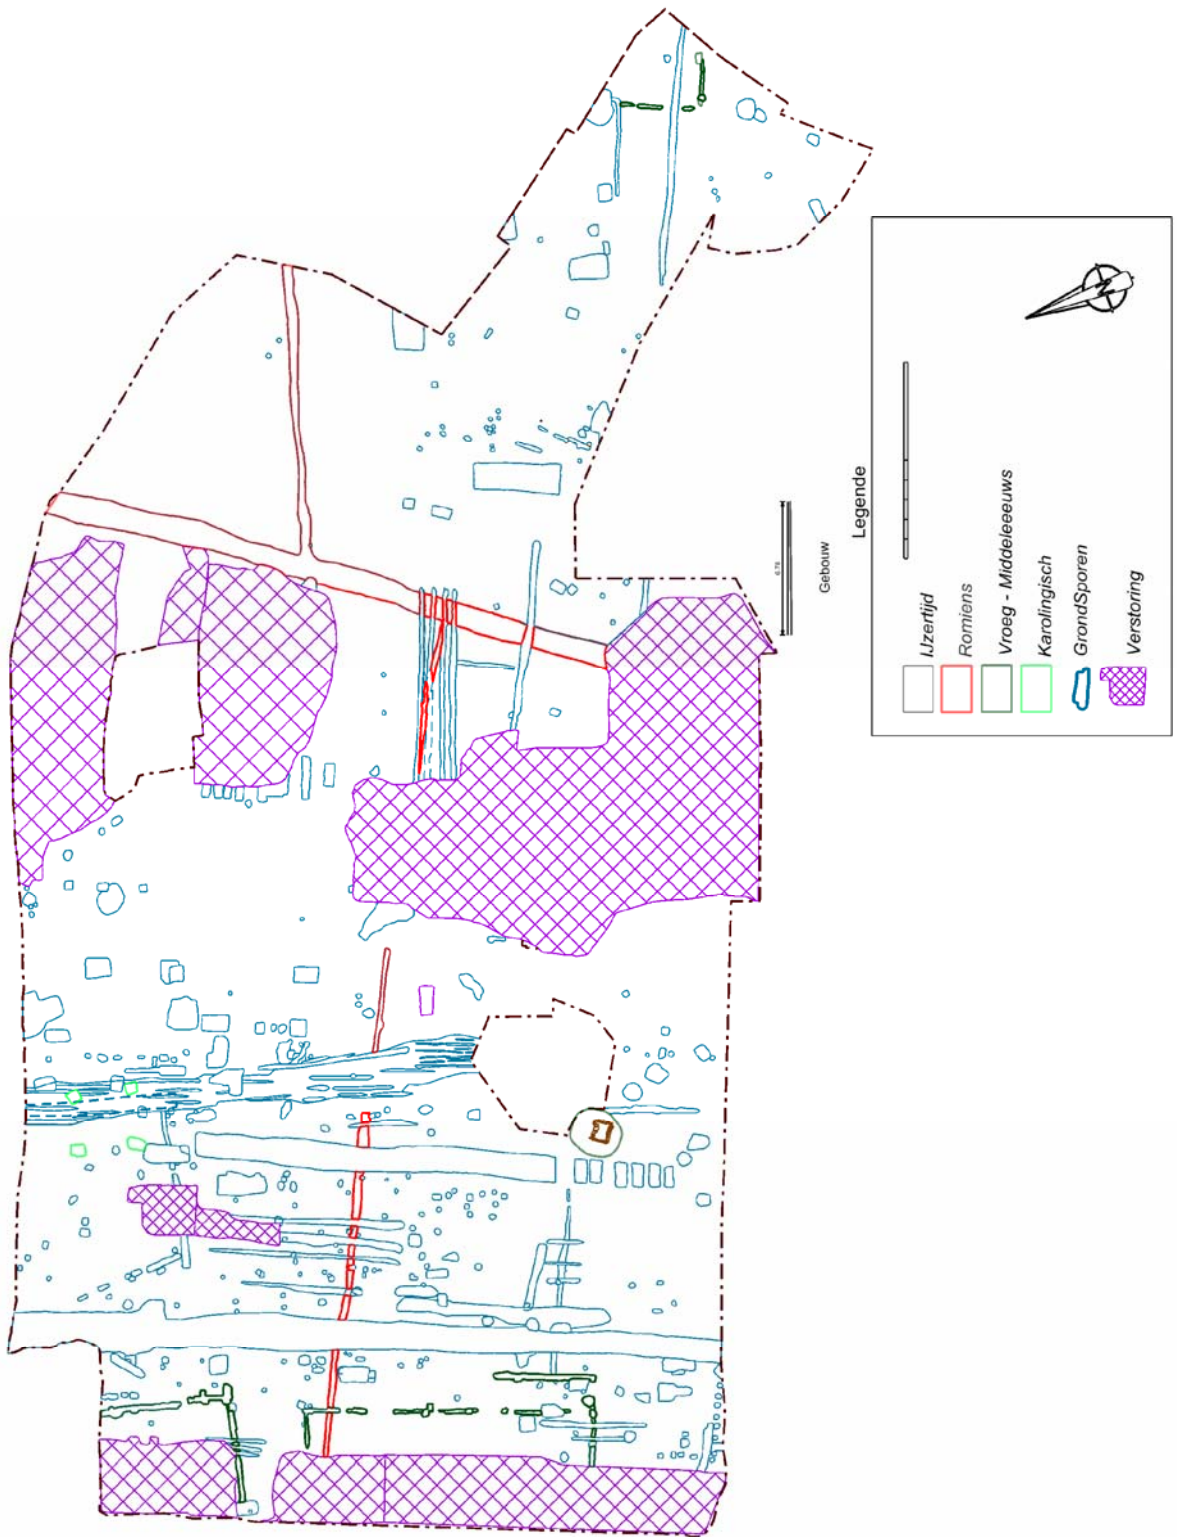 Legende
IJzertijd
Romiens
Vroeg - Middeleeeuws
Karolingisch
GrondSporen
Verstoring
Gebouw
N